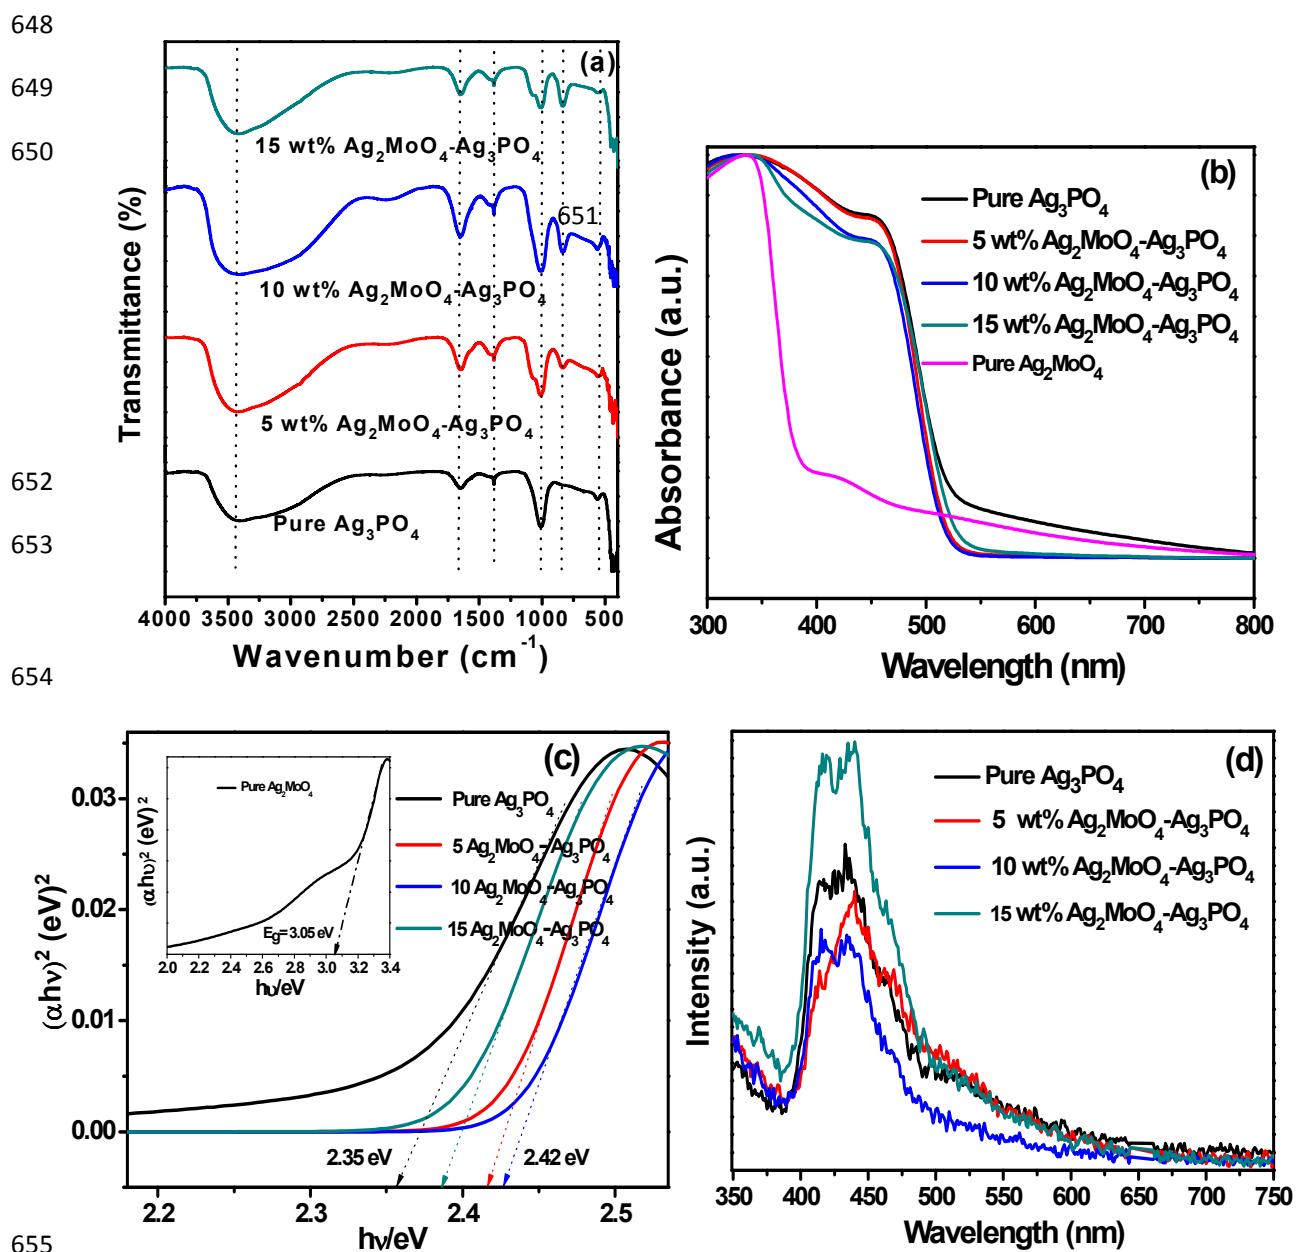 648
(a)
649
15 wt% Ag₂MoO₄-Ag₃PO₄
650
651
10 wt% Ag₂MoO₄-Ag₃PO₄
5 wt% Ag₂MoO₄-Ag₃PO₄
652
Pure Ag₃PO₄
653
Transmittance (%)
4000 3500 3000 2500 2000 1500 1000 500
Wavenumber (cm⁻¹)
(b)
Pure Ag₃PO₄
5 wt% Ag₂MoO₄-Ag₃PO₄
10 wt% Ag₂MoO₄-Ag₃PO₄
15 wt% Ag₂MoO₄-Ag₃PO₄
Pure Ag₂MoO₄
Absorbance (a.u.)
300 400 500 600 700 800
Wavelength (nm)
654
(c)
Pure Ag₃PO₄
5 Ag₂MoO₄-Ag₃PO₄
10 Ag₂MoO₄-Ag₃PO₄
15 Ag₂MoO₄-Ag₃PO₄
Pure Ag₂MoO₄
(αhυ)² (eV)²
Eg= 3.05 eV
2.0 2.2 2.4 2.6 2.8 3.0 3.2 3.4
hυ/eV
0.03
0.02
0.01
0.00
(αhν)² (eV)²
2.35 eV
2.42 eV
2.2 2.3 2.4 2.5
hν/eV
(d)
Pure Ag₃PO₄
5 wt% Ag₂MoO₄-Ag₃PO₄
10 wt% Ag₂MoO₄-Ag₃PO₄
15 wt% Ag₂MoO₄-Ag₃PO₄
Intensity (a.u.)
350 400 450 500 550 600 650 700 750
Wavelength (nm)
655